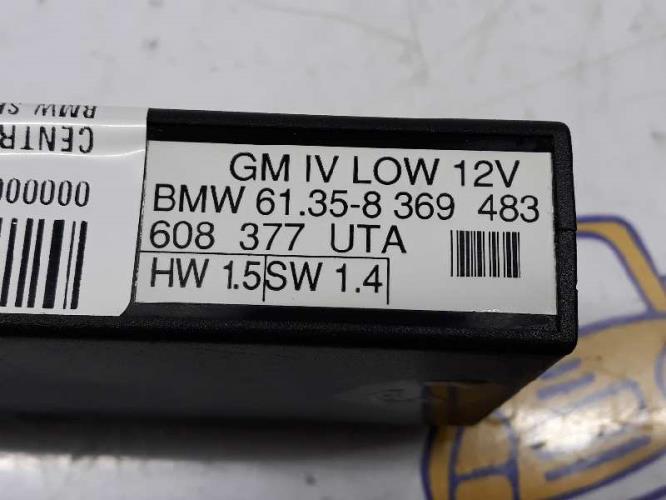 GM IV LOW 12V
BMW 61.35-8 369 483
608 377 UTA
HW 1.5 SW 1.4
CENTR
BMW